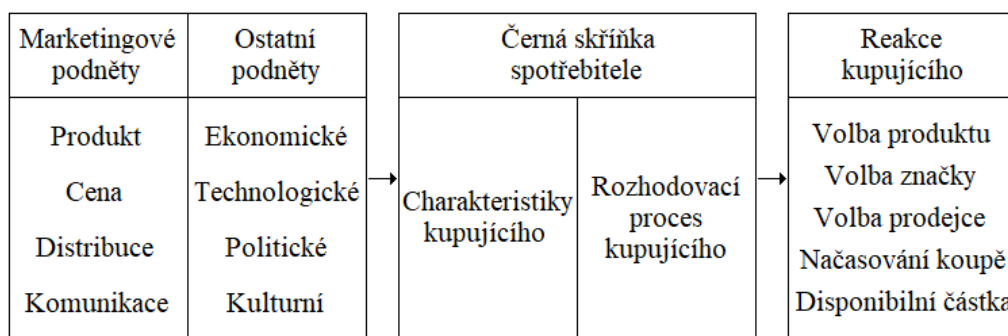 Marketingové
podněty
Ostatní
podněty
Černá skříňka
spotřebitele
Reakce
kupujícího
Produkt
Cena
Distribuce
Komunikace
Ekonomické
Technologické
Politické
Kulturní
Charakteristiky
kupujícího
Rozhodovací
proces
kupujícího
Volba produktu
Volba značky
Volba prodejce
Načasování koupě
Disponibilní částka